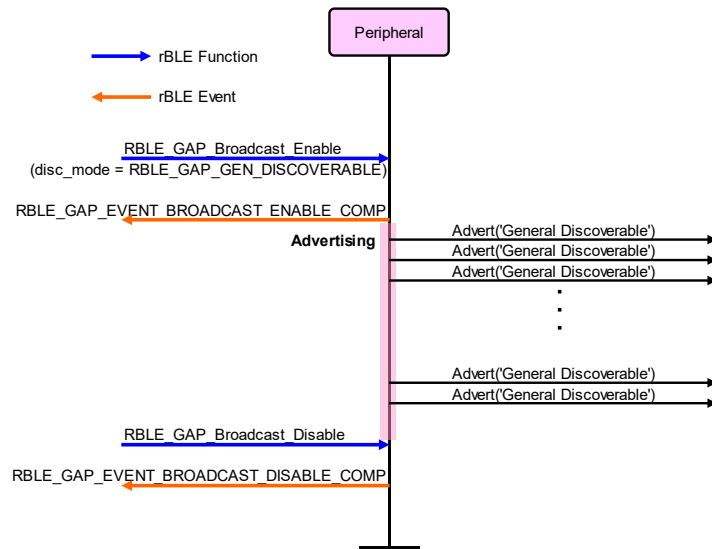 Peripheral
rBLE Function
rBLE Event
RBLE_GAP_Broadcast_Enable
(disc_mode = RBLE_GAP_GEN_DISCOVERABLE)
RBLE_GAP_EVENT_BROADCAST_ENABLE_COMP
Advertising
Advert('General Discoverable')
Advert('General Discoverable')
Advert('General Discoverable')
Advert('General Discoverable')
Advert('General Discoverable')
RBLE_GAP_Broadcast_Disable
RBLE_GAP_EVENT_BROADCAST_DISABLE_COMP